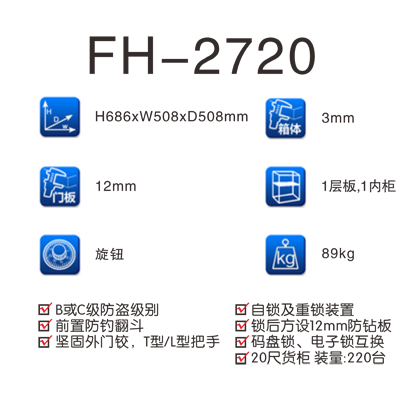 FH-2720
H686xW508xD508mm
箱体
3mm
门板
12mm
1层板,1内柜
旋钮
kg
89kg
B或C级防盗级别
自锁及重锁装置
前置防钓翻斗
锁后方设12mm防钻板
坚固外门铰，T型/L型把手
码盘锁、电子锁互换
20尺货柜 装量:220台